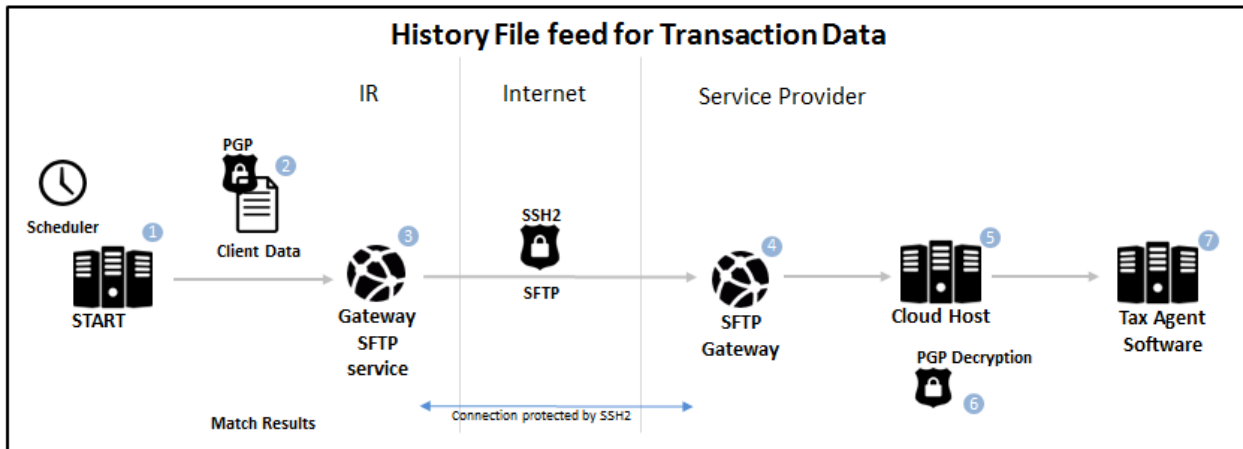 History File feed for Transaction Data
IR
Internet
Service Provider
PGP
2
Scheduler
1
Client Data
START
3
Gateway
SFTP
service
SSH2
SFTP
4
SFTP
Gateway
5
Cloud Host
PGP Decryption
6
7
Tax Agent
Software
Match Results
Connection protected by SSH2